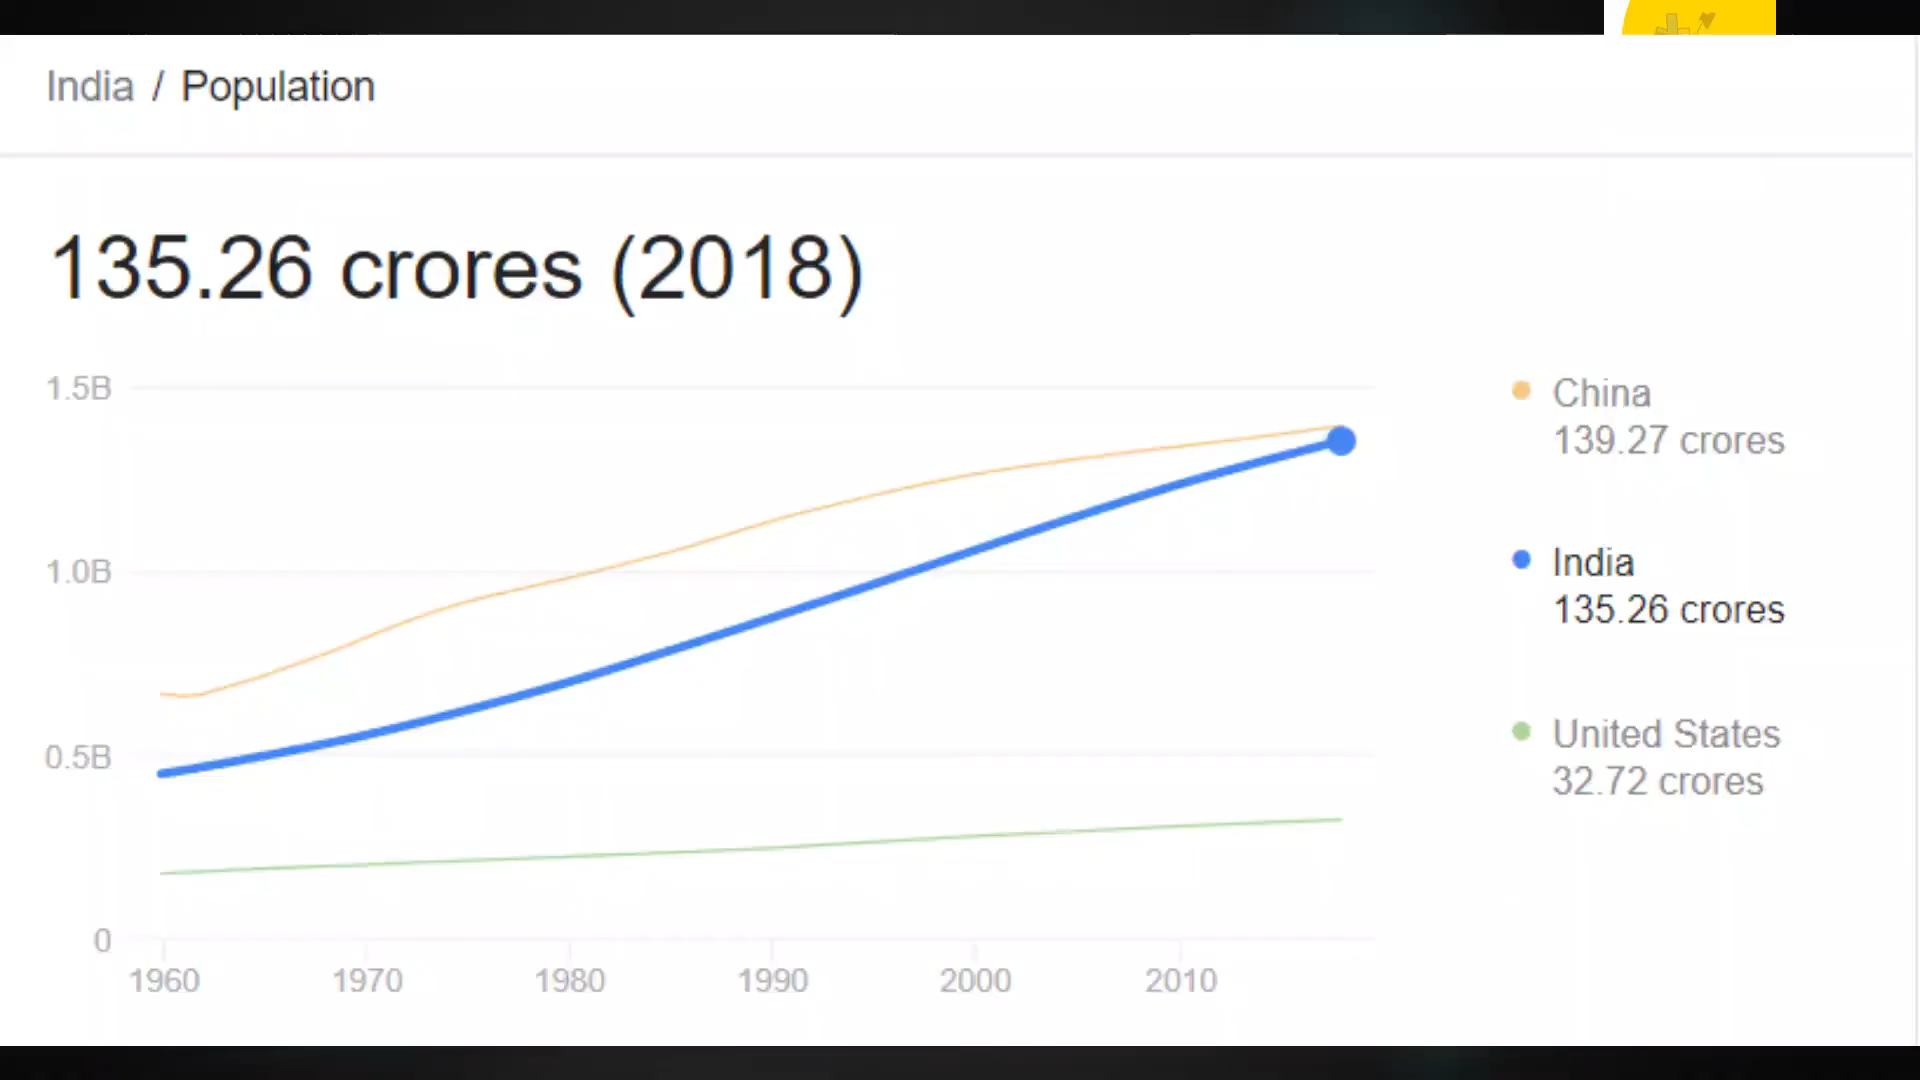 India / Population
135.26 crores (2018)
1.5B
1.0B
0.5B
0
1960 1970 1980 1990 2000 2010
China
139.27 crores
India
135.26 crores
United States
32.72 crores